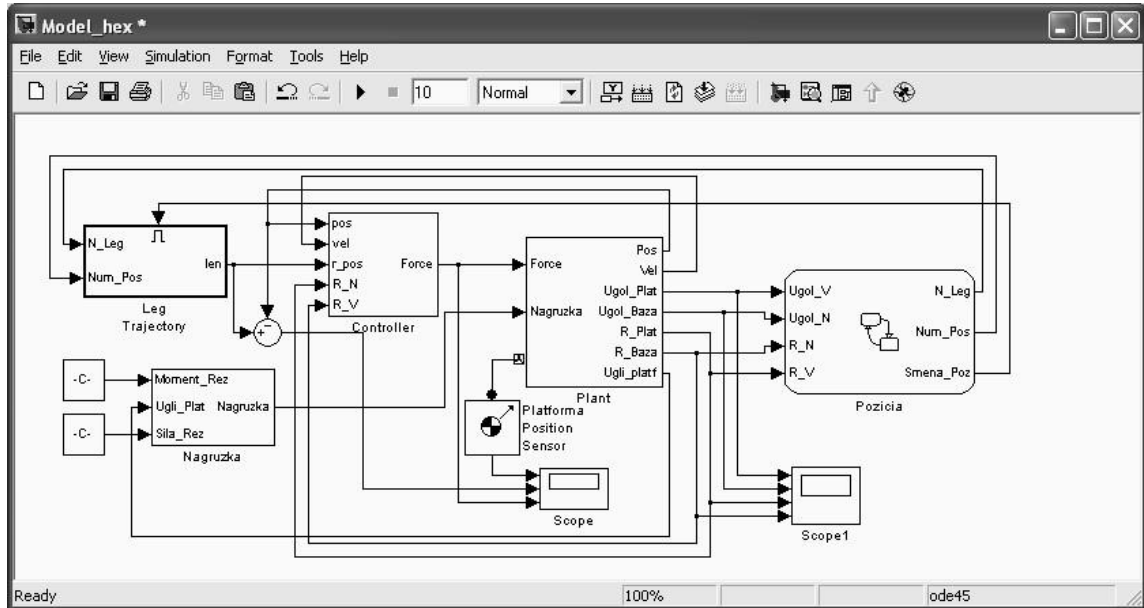 Model_hex *
File Edit View Simulation Format Tools Help
10 Normal
N_Leg
Num_Pos
len
Leg
Trajectory
pos
vel
r_pos
R_N
R_V
Force
Controller
Force
Nagruzka
Pos
Vel
Ugol_Plat
Ugol_Baza
R_Plat
R_Baza
Ugli_platf
Plant
Ugol_V
Ugol_N
R_N
R_V
N_Leg
Num_Pos
Smena_Poz
Pozicia
-C-
-C-
Moment_Rez
Ugli_Plat Nagruzka
Sila_Rez
Nagruzka
Platforma
Position
Sensor
Scope
Scope1
Ready 100% ode45